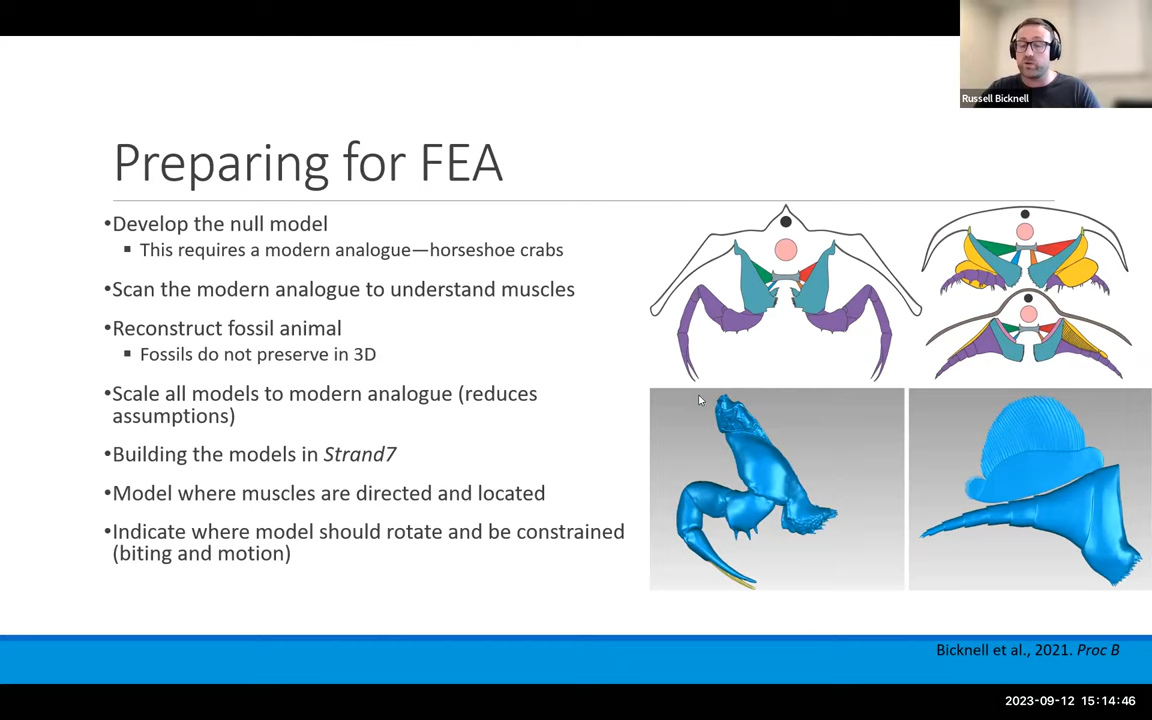 Russell Bicknell
Preparing for FEA
•Develop the null model
▪ This requires a modern analogue—horseshoe crabs
•Scan the modern analogue to understand muscles
•Reconstruct fossil animal
▪ Fossils do not preserve in 3D
•Scale all models to modern analogue (reduces
assumptions)
•Building the models in Strand7
•Model where muscles are directed and located
•Indicate where model should rotate and be constrained
(biting and motion)
Bicknell et al., 2021. Proc B
2023-09-12 15:14:46